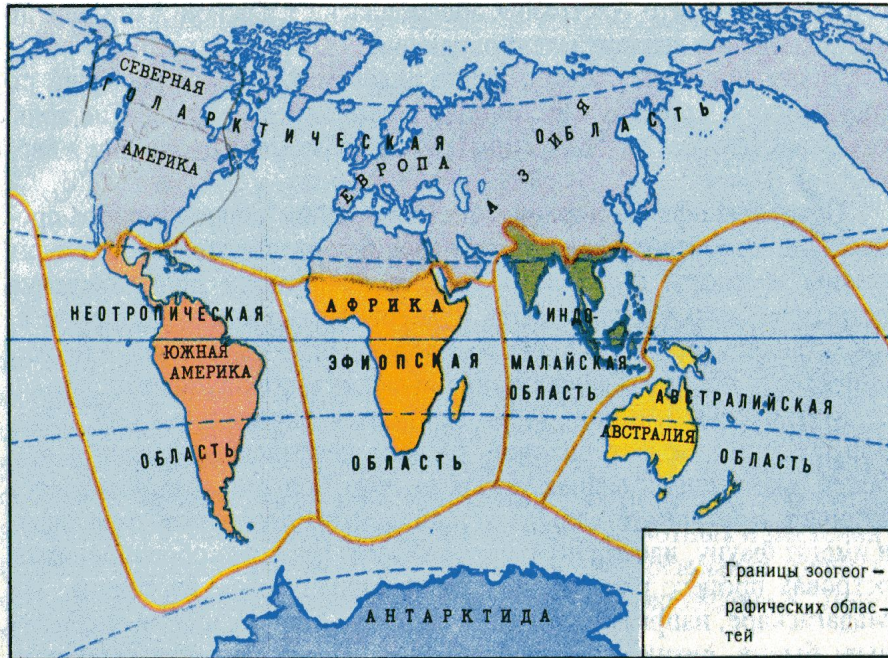 СЕВЕРНАЯ
ГОЛАРКТИЧЕСКАЯ ОБЛАСТЬ
АМЕРИКА
ЕВРОПА
АЗИЯ
НЕОТРОПИЧЕСКАЯ
АФРИКА
ИНДО-
ЮЖНАЯ
АМЕРИКА
ЭФИОПСКАЯ
МАЛАЙСКАЯ
ОБЛАСТЬ
АВСТРАЛИЙСКАЯ
АВСТРАЛИЯ
ОБЛАСТЬ
ОБЛАСТЬ
ОБЛАСТЬ
АНТАРКТИДА
Границы зоогеог-
рафических облас-
тей